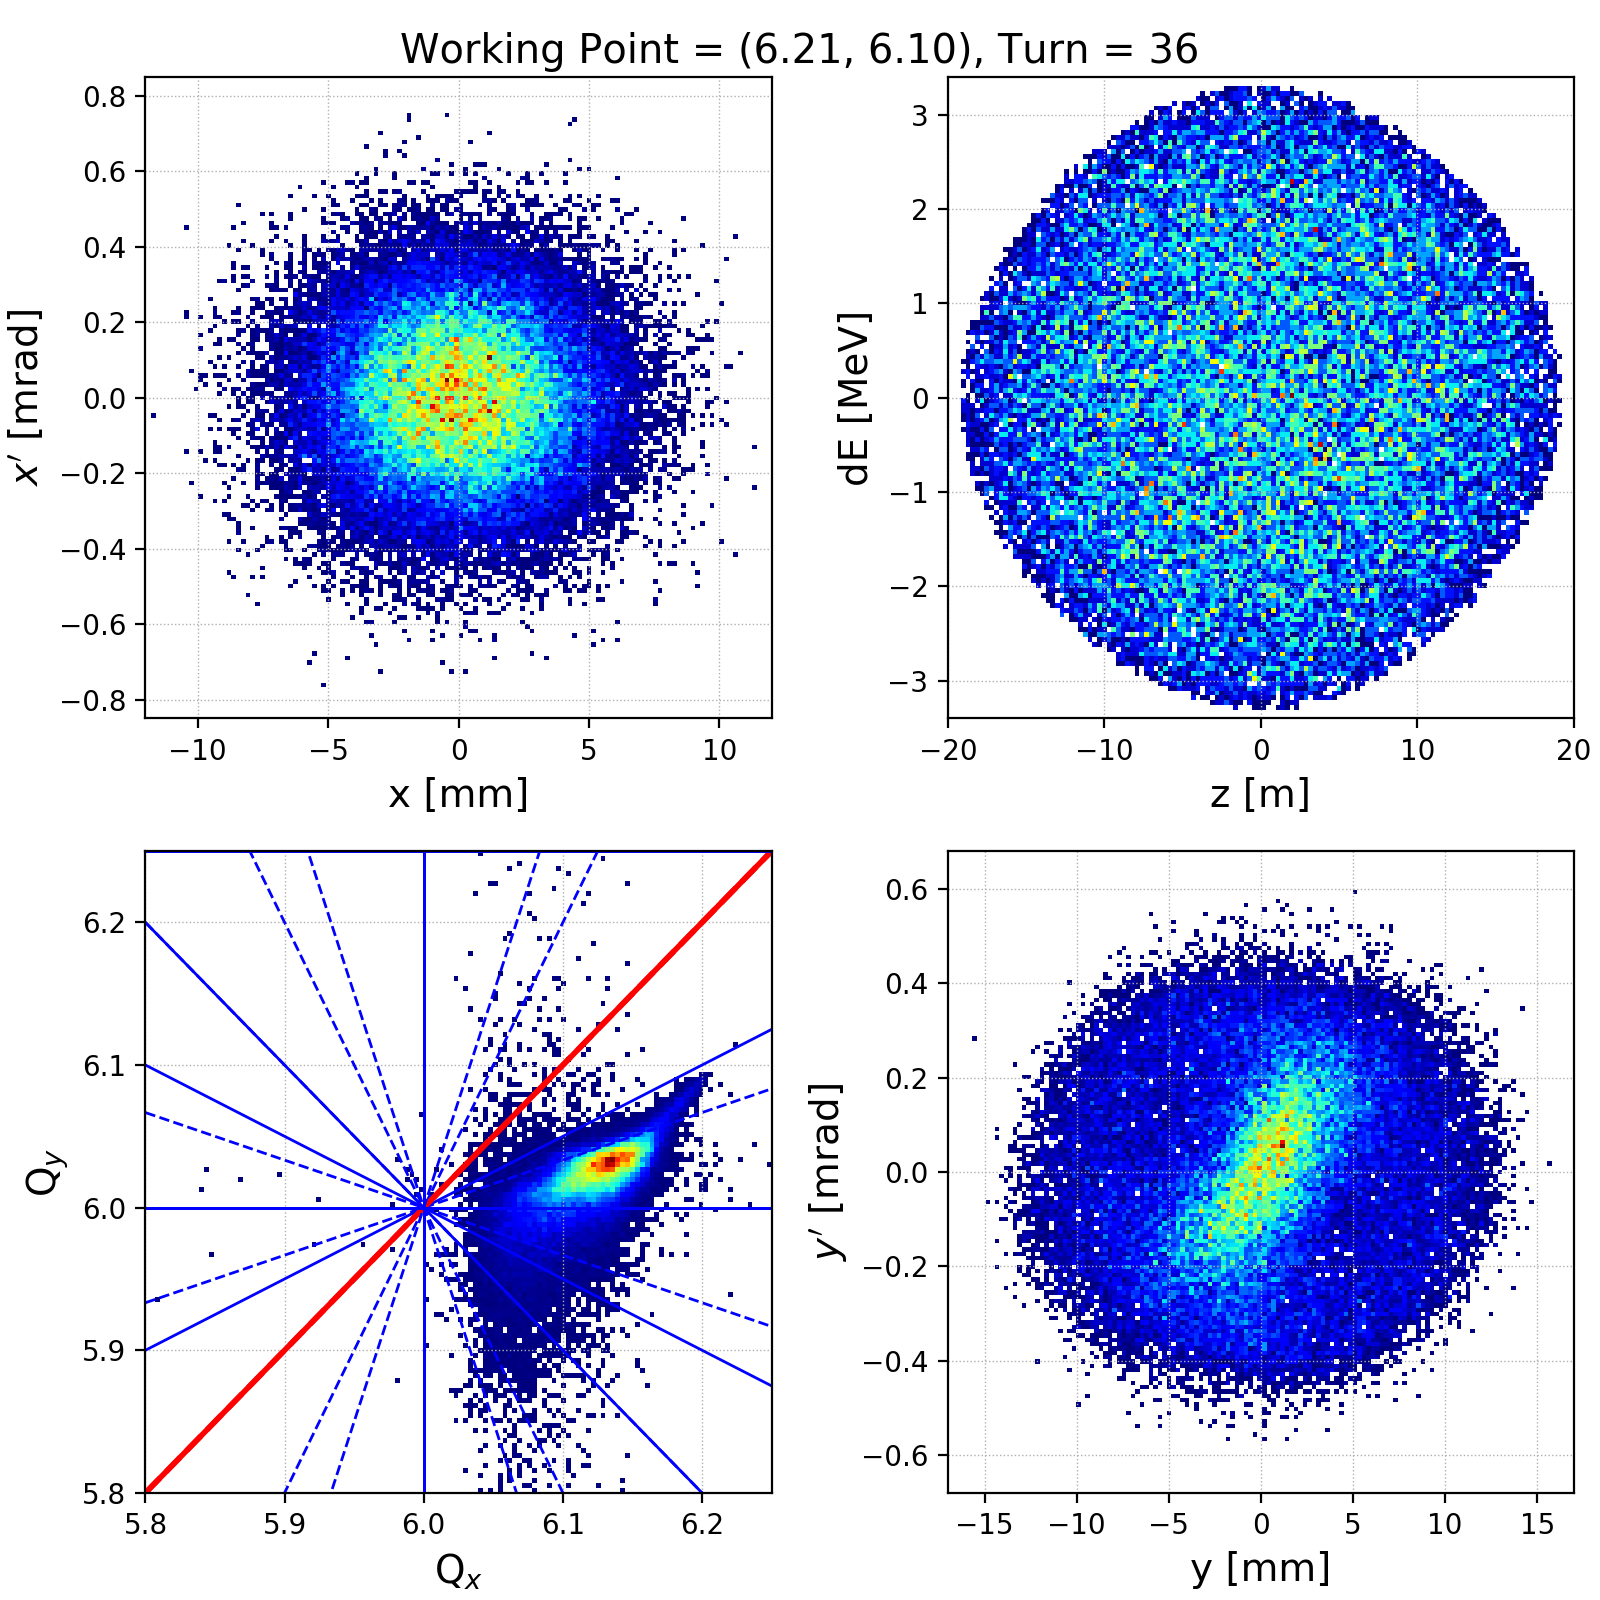 Working Point = (6.21, 6.10), Turn = 36
0.8
0.6
0.4
0.2
0.0
−0.2
−0.4
−0.6
−0.8
x′ [mrad]
−10 −5 0 5 10
x [mm]
3
2
1
0
−1
−2
−3
dE [MeV]
−20 −10 0 10 20
z [m]
6.2
6.1
6.0
5.9
5.8
Qy
5.8 5.9 6.0 6.1 6.2
Qx
0.6
0.4
0.2
0.0
−0.2
−0.4
−0.6
y′ [mrad]
−15 −10 −5 0 5 10 15
y [mm]